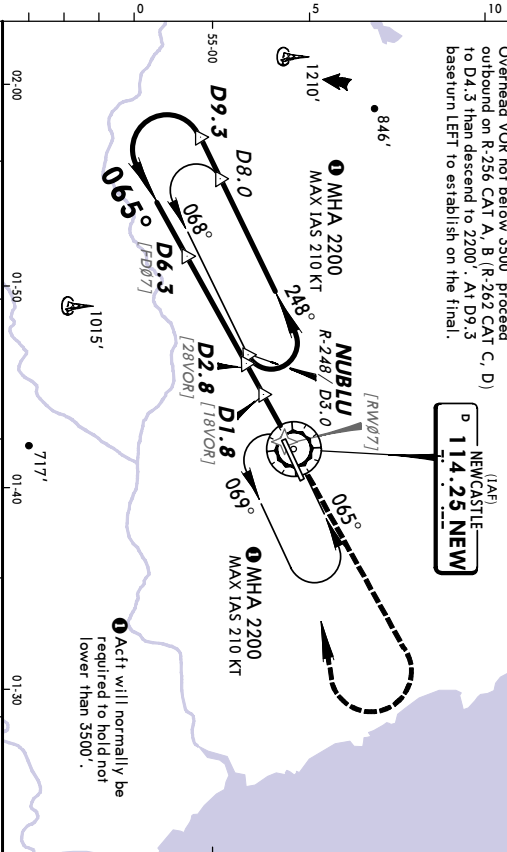 Overhead VOR not below 3500' proceed
outbound on R-256 CAT A, B (R-262 CAT C, D)
to D4.3 than descend to 2200'. At D9.3
baseturn LEFT to establish on the final.
0
5
10
55-00
02-00
01-50
01-40
01-30
1210'
846'
1015'
717'
D9.3
D8.0
❶ MHA 2200
MAX IAS 210 KT
065°
068°
D6.3
[FD07]
248°
NUBLU
R-248/ D3.0
D2.8
[28VOR]
D1.8
[18VOR]
[RW07]
(IAF)
NEWCASTLE
D 114.25 NEW
065°
069°
❶ MHA 2200
MAX IAS 210 KT
❶ Acft will normally be
required to hold not
lower than 3500'.